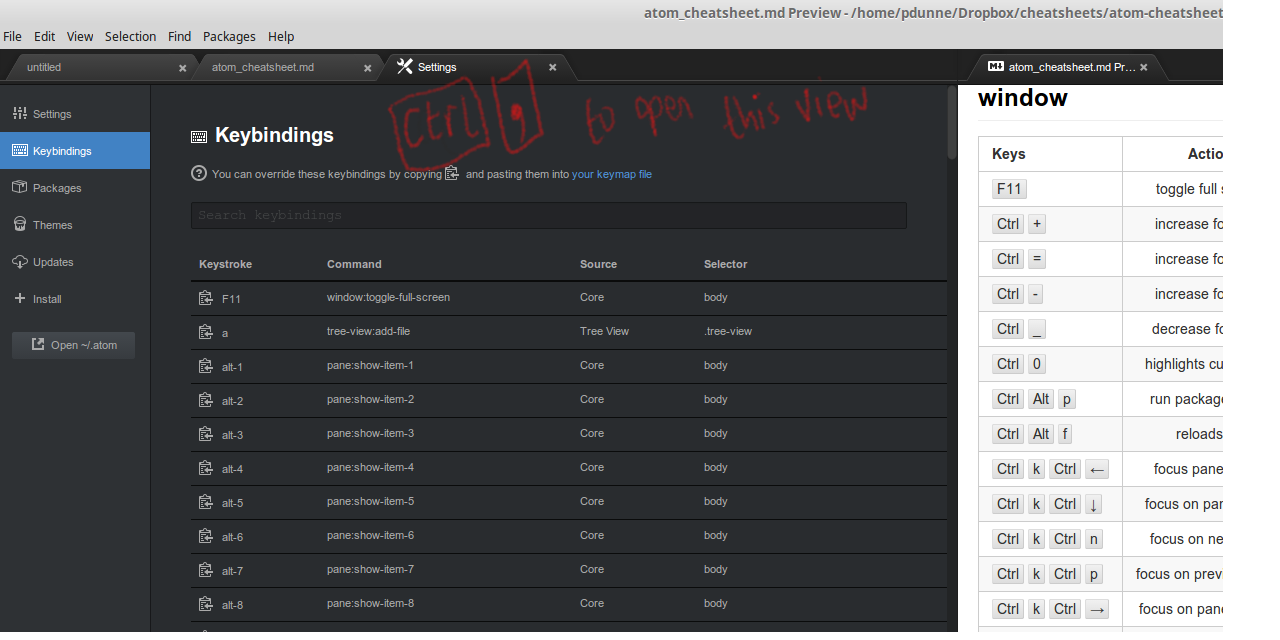 atom_cheatsheet.md Preview - /home/pdunne/Dropbox/cheatsheets/atom-cheatsheet
File Edit View Selection Find Packages Help
untitled
atom_cheatsheet.md
Settings
atom_cheatsheet.md Pr...
Settings
Keybindings
Packages
Themes
Updates
Install
Open ~/.atom
Ctrl , to open this view
Keybindings
You can override these keybindings by copying and pasting them into your keymap file
Search keybindings
Keystroke Command Source Selector
F11 window:toggle-full-screen Core body
a tree-view:add-file Tree View .tree-view
alt-1 pane:show-item-1 Core body
alt-2 pane:show-item-2 Core body
alt-3 pane:show-item-3 Core body
alt-4 pane:show-item-4 Core body
alt-5 pane:show-item-5 Core body
alt-6 pane:show-item-6 Core body
alt-7 pane:show-item-7 Core body
alt-8 pane:show-item-8 Core body
window
Keys Actio
F11 toggle full s
Ctrl + increase fo
Ctrl = increase fo
Ctrl - increase fo
Ctrl _ decrease fo
Ctrl 0 highlights cu
Ctrl Alt p run package
Ctrl Alt f reloads
Ctrl k Ctrl ← focus pane
Ctrl k Ctrl ↓ focus on pan
Ctrl k Ctrl n focus on ne
Ctrl k Ctrl p focus on previ
Ctrl k Ctrl → focus on pane